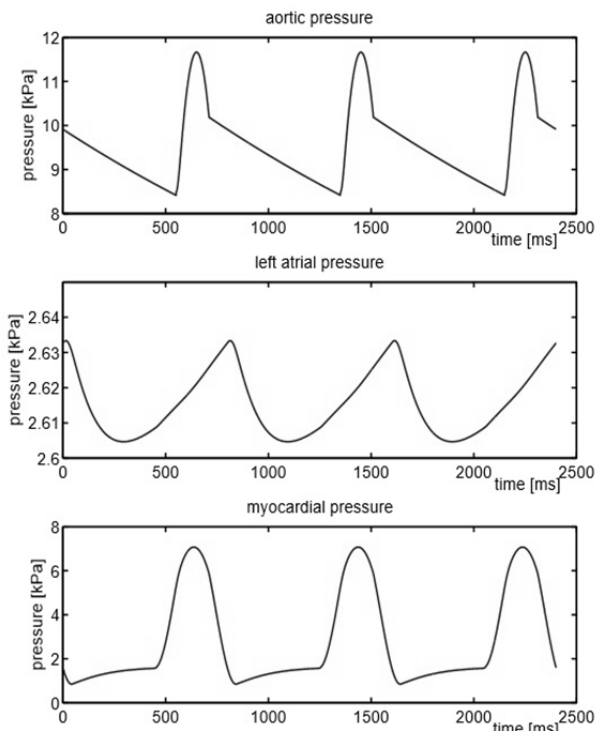 aortic pressure
12
11
10
9
8
pressure [kPa]
0 500 1000 1500 2000 2500
time [ms]
left atrial pressure
2.64
2.63
2.62
2.61
2.6
pressure [kPa]
0 500 1000 1500 2000 2500
time [ms]
myocardial pressure
8
6
4
2
0
pressure [kPa]
0 500 1000 1500 2000 2500
time [ms]